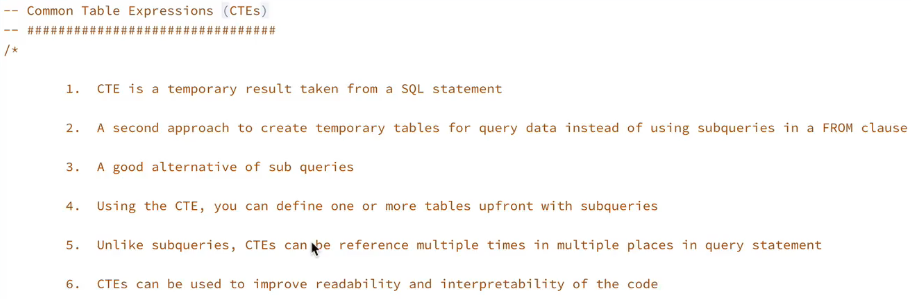 -- Common Table Expressions (CTEs)
-- ################################
/*
1. CTE is a temporary result taken from a SQL statement
2. A second approach to create temporary tables for query data instead of using subqueries in a FROM clause
3. A good alternative of sub queries
4. Using the CTE, you can define one or more tables upfront with subqueries
5. Unlike subqueries, CTEs can be reference multiple times in multiple places in query statement
6. CTEs can be used to improve readability and interpretability of the code